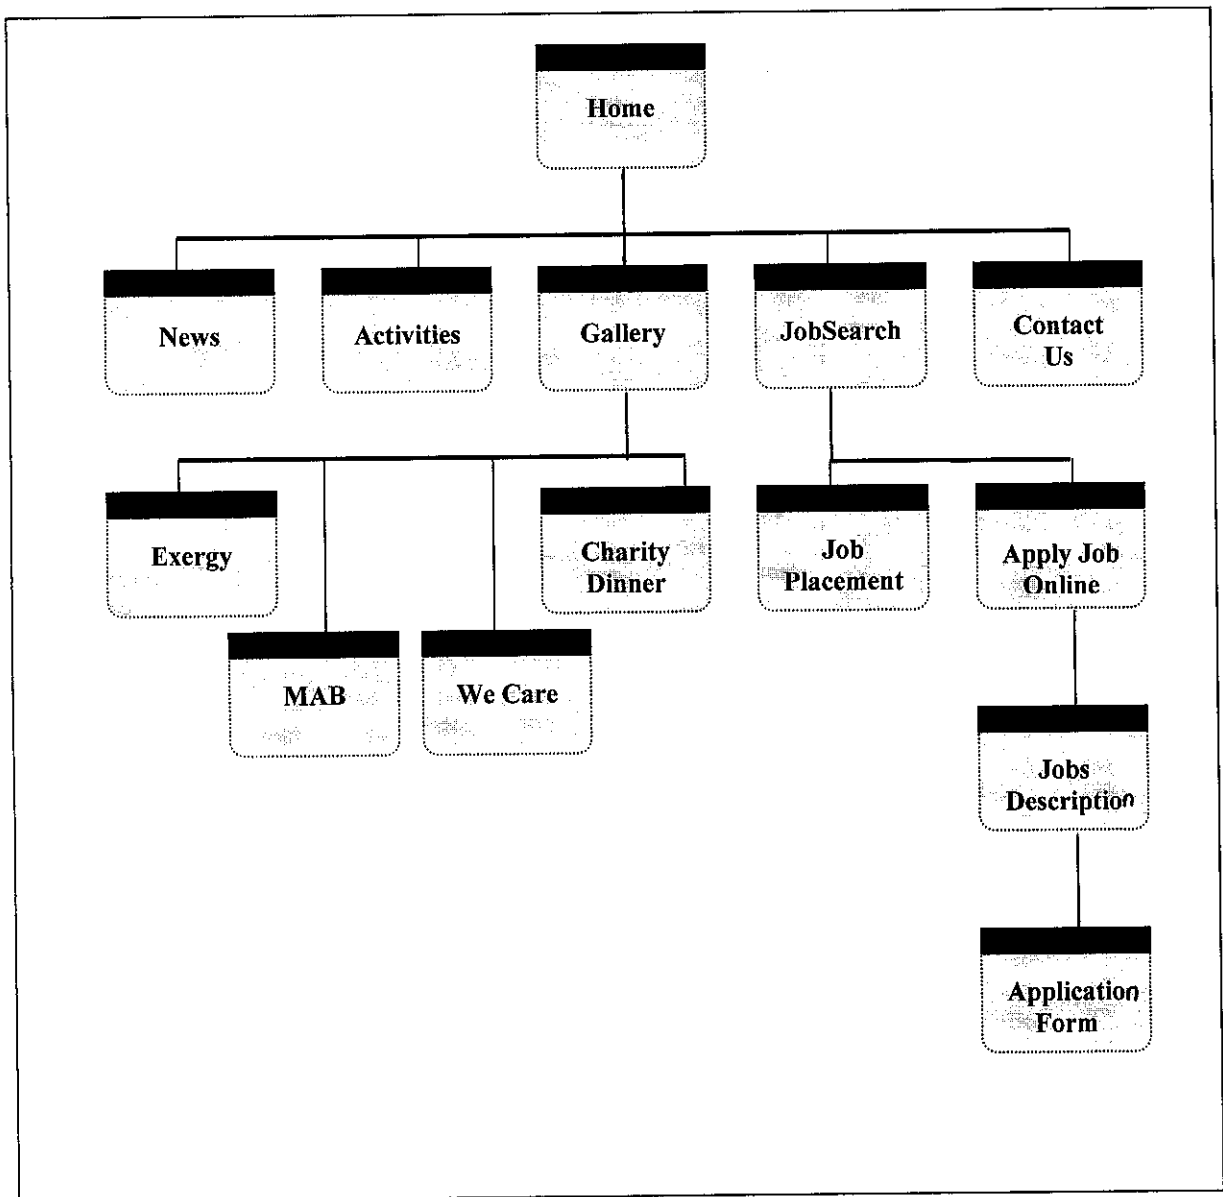 Home
News
Activities
Gallery
JobSearch
Contact
Us
Exergy
MAB
We Care
Charity
Dinner
Job
Placement
Apply Job
Online
Jobs
Description
Application
Form